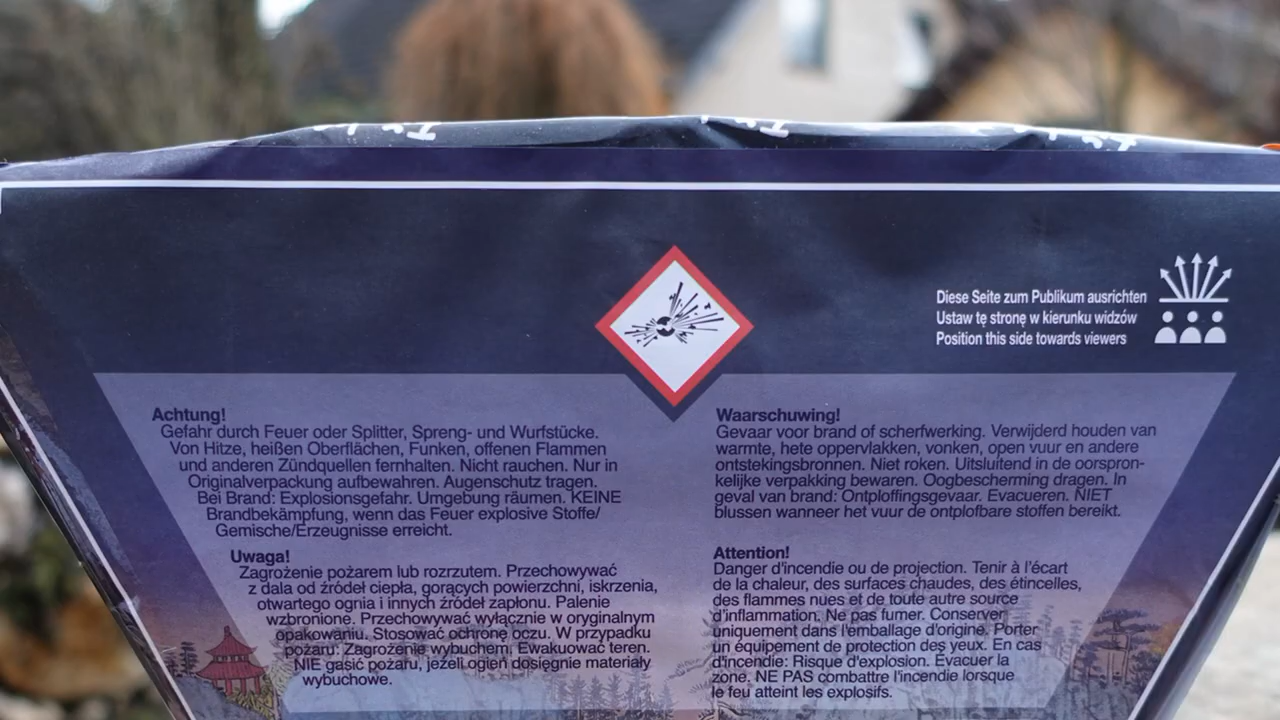 Diese Seite zum Publikum ausrichten
Ustaw tę stronę w kierunku widzów
Position this side towards viewers
Achtung!
Gefahr durch Feuer oder Splitter, Spreng- und Wurfstücke.
Von Hitze, heißen Oberflächen, Funken, offenen Flammen
und anderen Zündquellen fernhalten. Nicht rauchen. Nur in
Originalverpackung aufbewahren. Augenschutz tragen.
Bei Brand: Explosionsgefahr. Umgebung räumen. KEINE
Brandbekämpfung, wenn das Feuer explosive Stoffe/
Gemische/Erzeugnisse erreicht.
Uwaga!
Zagrożenie pożarem lub rozrzutem. Przechowywać
z dala od źródeł ciepła, gorących powierzchni, iskrzenia,
otwartego ognia i innych źródeł zapłonu. Palenie
wzbronione. Przechowywać wyłącznie w oryginalnym
opakowaniu. Stosować ochronę oczu. W przypadku
pożaru: Zagrożenie wybuchem. Ewakuować teren.
NIE gasić pożaru, jeżeli ogień dosięgnie materiały
wybuchowe.
Waarschuwing!
Gevaar voor brand of scherfwerking. Verwijderd houden van
warmte, hete oppervlakken, vonken, open vuur en andere
ontstekingsbronnen. Niet roken. Uitsluitend in de oorspron-
kelijke verpakking bewaren. Oogbescherming dragen. In
geval van brand: Ontploffingsgevaar. Evacueren. NIET
blussen wanneer het vuur de ontplofbare stoffen bereikt.
Attention!
Danger d'incendie ou de projection. Tenir à l'écart
de la chaleur, des surfaces chaudes, des étincelles,
des flammes nues et de toute autre source
d'inflammation. Ne pas fumer. Conserver
uniquement dans l'emballage d'origine. Porter
un équipement de protection des yeux. En cas
d'incendie: Risque d'explosion. Évacuer la
zone. NE PAS combattre l'incendie lorsque
le feu atteint les explosifs.